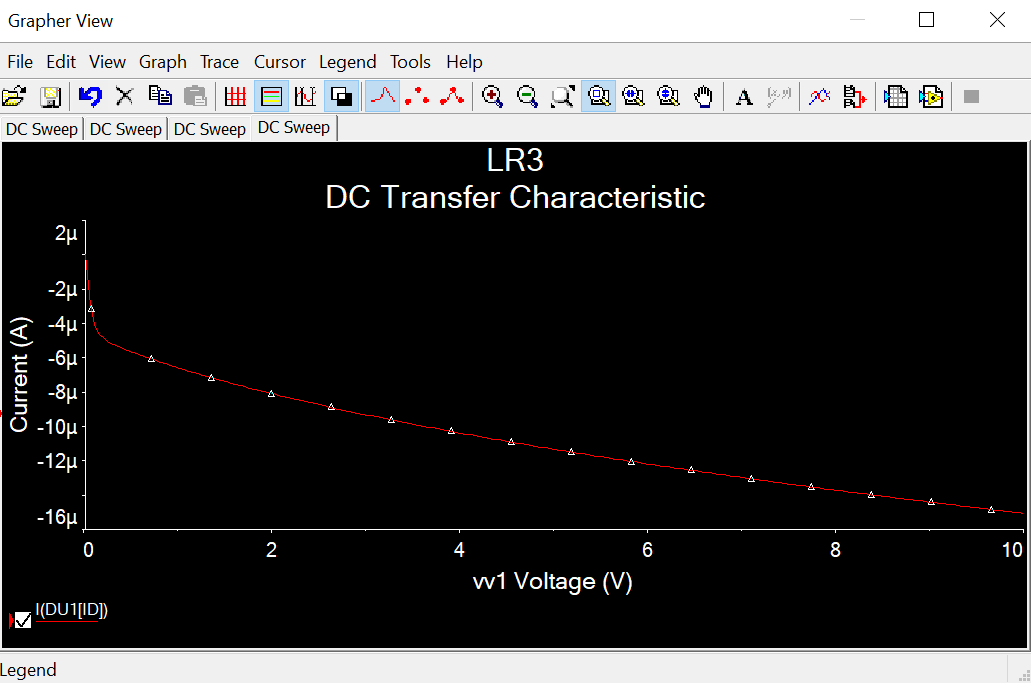 Grapher View
File Edit View Graph Trace Cursor Legend Tools Help
A
DC Sweep DC Sweep DC Sweep DC Sweep
LR3
DC Transfer Characteristic
Current (A)
2µ
-2µ
-4µ
-6µ
-8µ
-10µ
-12µ
-16µ
0 2 4 6 8 10
vv1 Voltage (V)
I(DU1[ID])
Legend